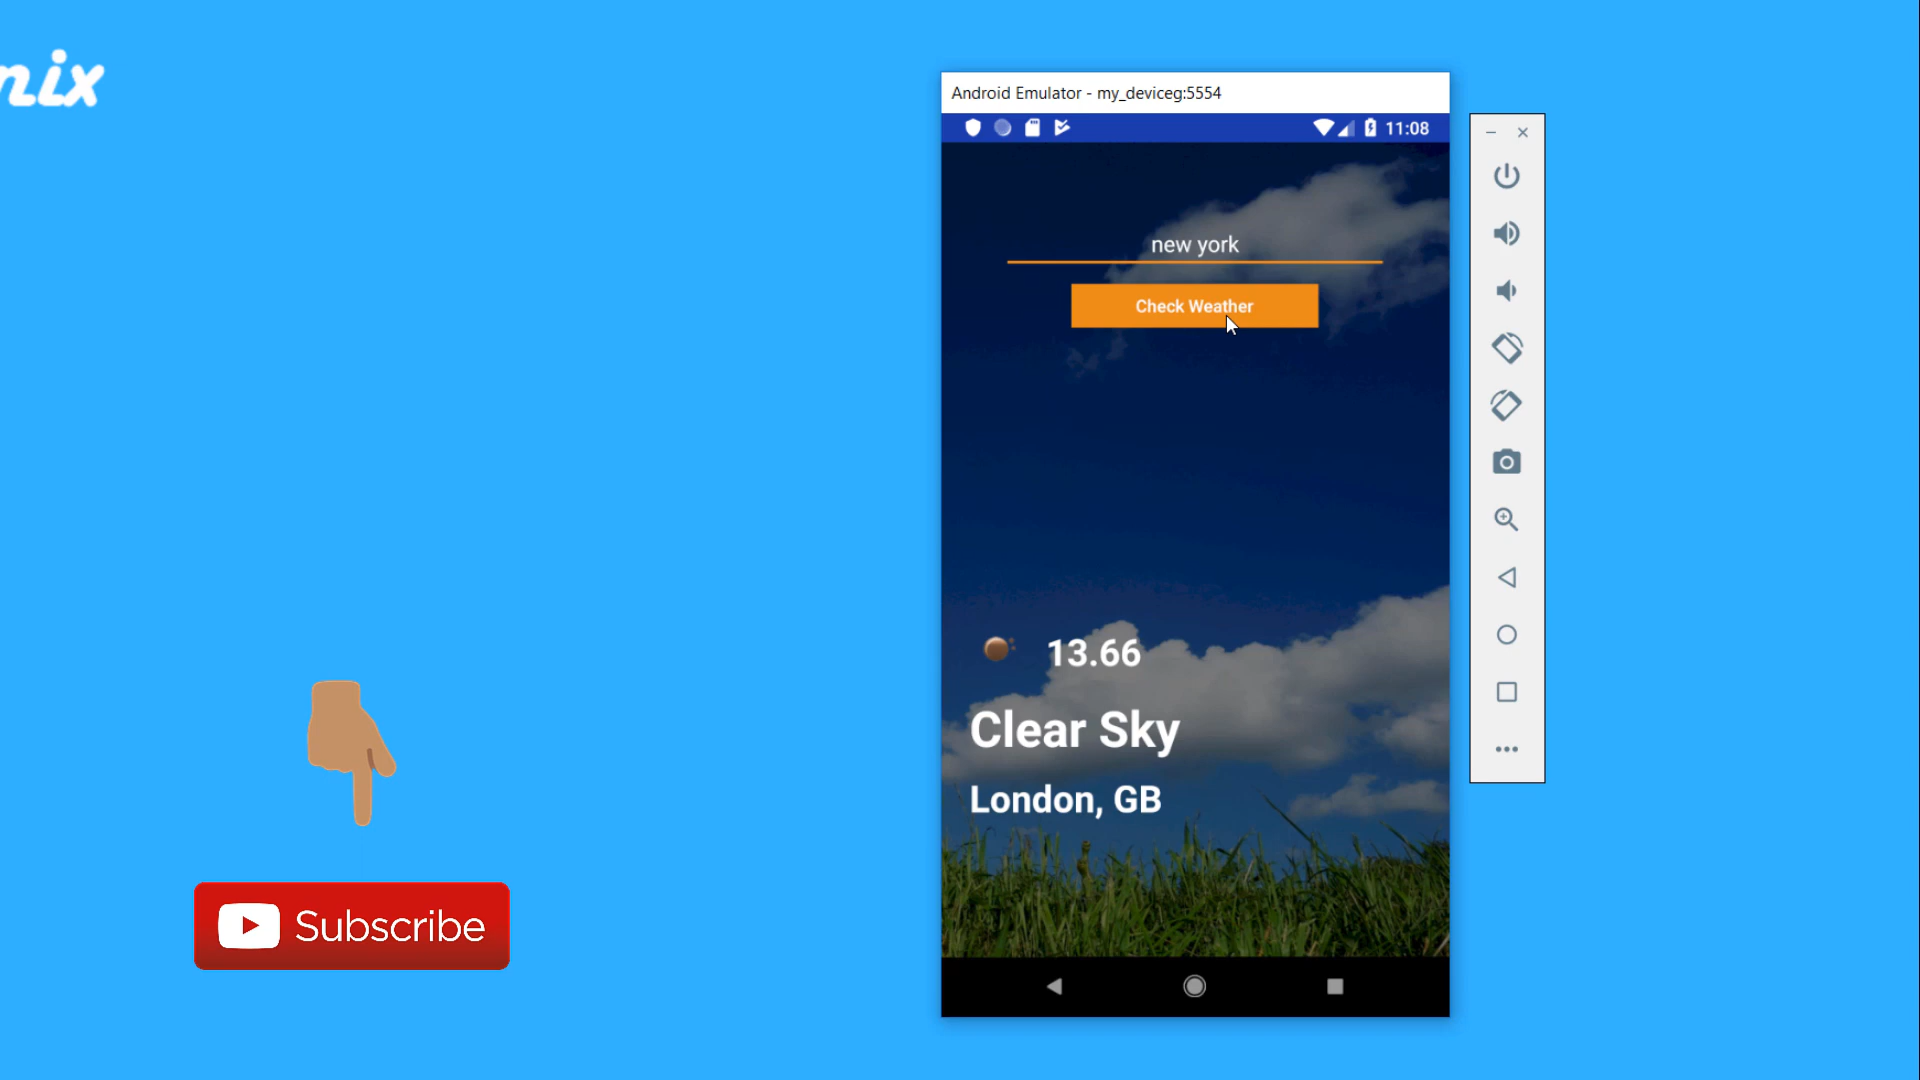 nix
Android Emulator - my_deviceg:5554
11:08
new york
Check Weather
13.66
Clear Sky
London, GB
Subscribe